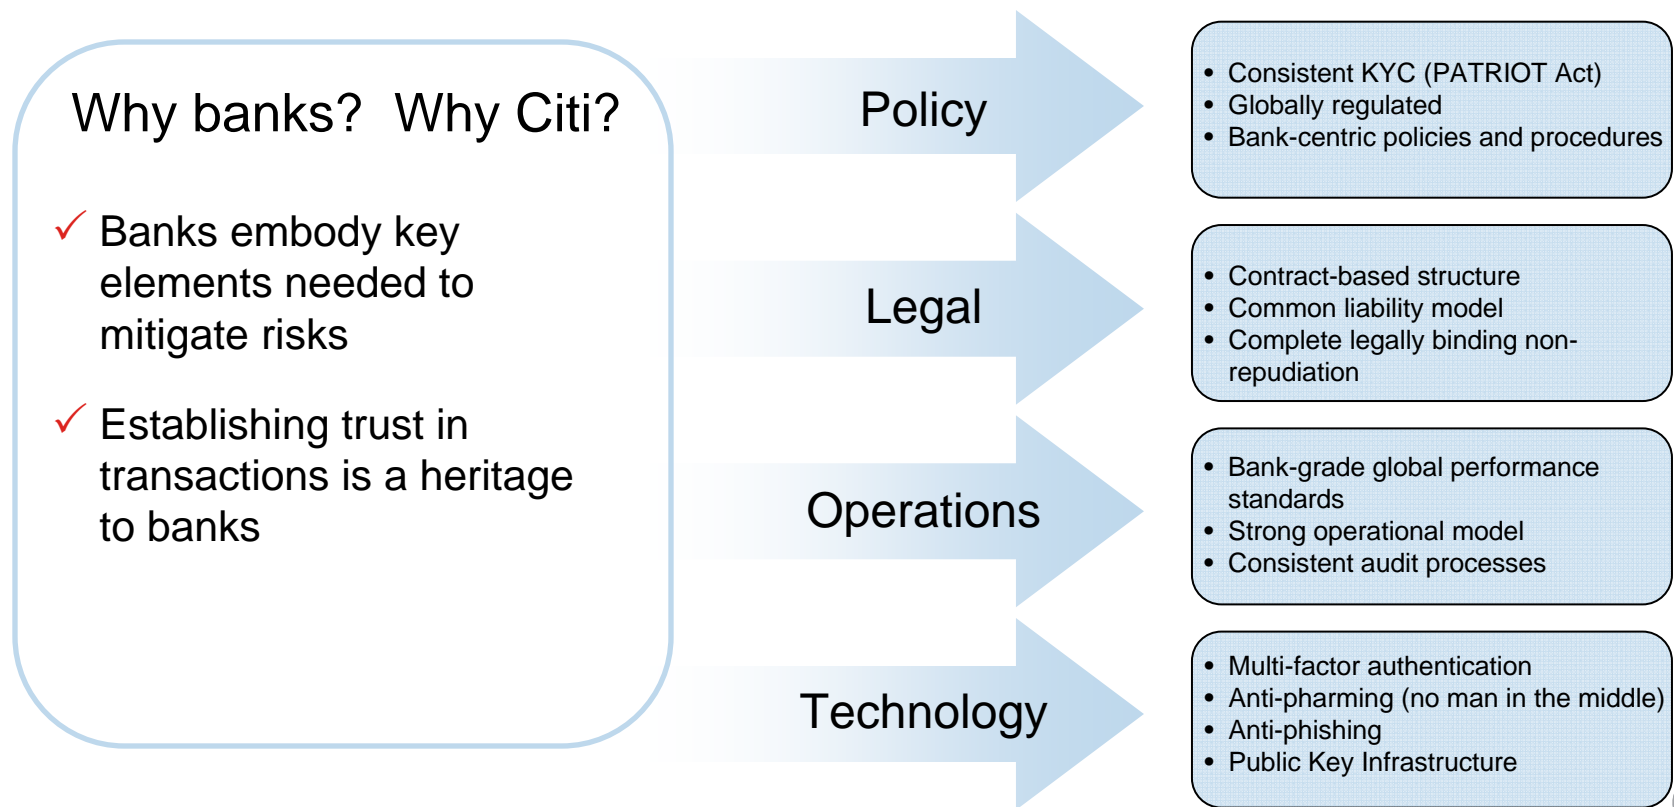 Why banks?  Why Citi?
✓ Banks embody key
elements needed to
mitigate risks
✓ Establishing trust in
transactions is a heritage
to banks
Policy
• Consistent KYC (PATRIOT Act)
• Globally regulated
• Bank-centric policies and procedures
Legal
• Contract-based structure
• Common liability model
• Complete legally binding non-
repudiation
Operations
• Bank-grade global performance
standards
• Strong operational model
• Consistent audit processes
Technology
• Multi-factor authentication
• Anti-pharming (no man in the middle)
• Anti-phishing
• Public Key Infrastructure